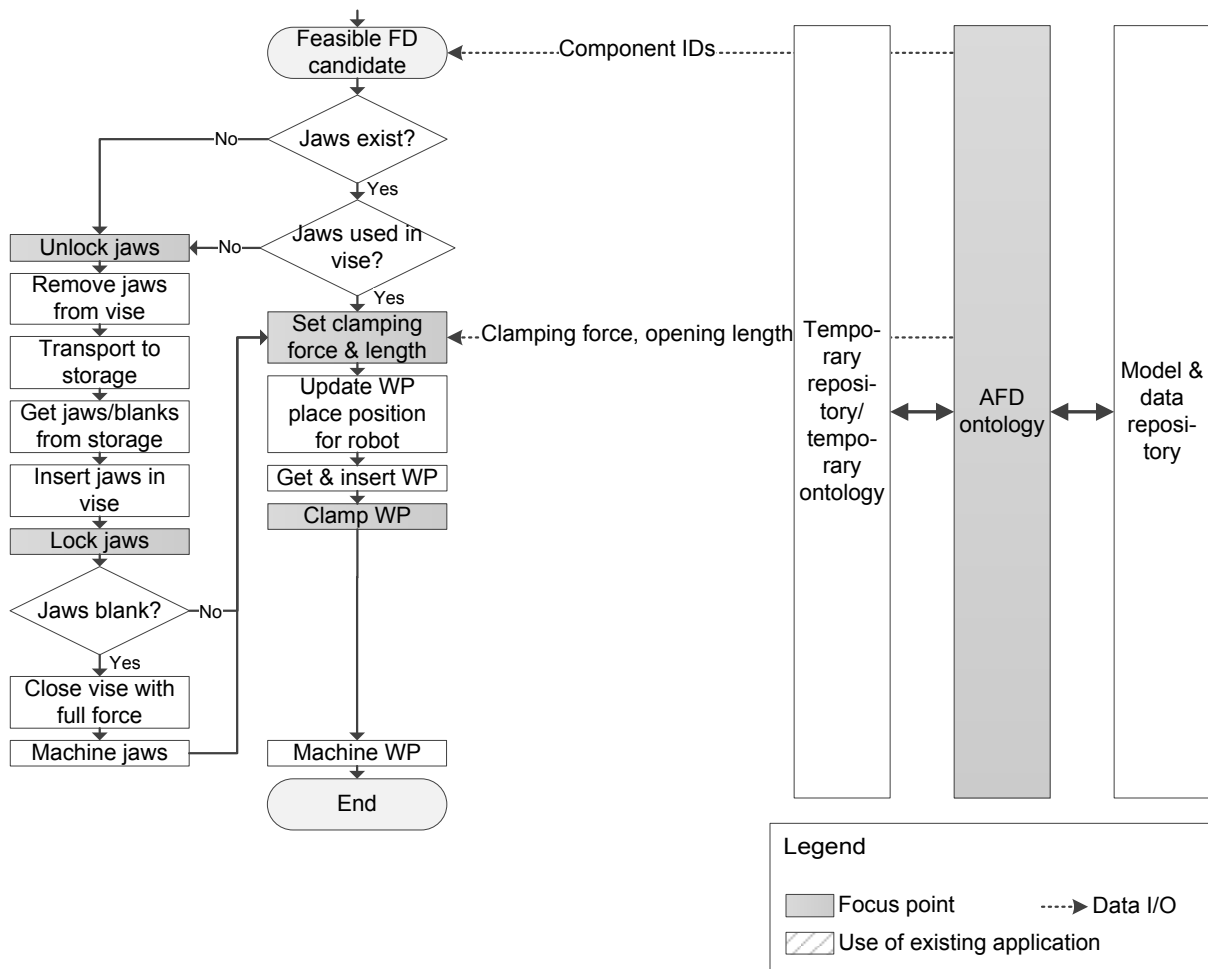 Feasible FD
candidate
Component IDs
Jaws exist?
No
Yes
Jaws used in
vise?
No
Yes
Unlock jaws
Remove jaws
from vise
Transport to
storage
Get jaws/blanks
from storage
Insert jaws in
vise
Lock jaws
Jaws blank?
No
Yes
Close vise with
full force
Machine jaws
Set clamping
force & length
Clamping force, opening length
Update WP
place position
for robot
Get & insert WP
Clamp WP
Machine WP
End
Tempo-
rary
reposi-
tory/
tempo-
rary
ontology
AFD
ontology
Model &
data
reposi-
tory
Legend
Focus point
Data I/O
Use of existing application